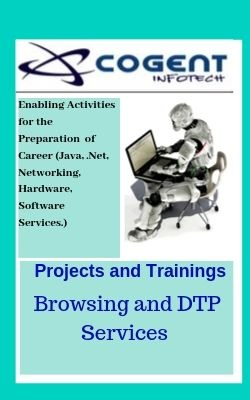 COGENT
INFOTECH
Enabling Activities
for the
Preparation of
Career (Java, .Net,
Networking,
Hardware,
Software
Services.)
Projects and Trainings
Browsing and DTP
Services